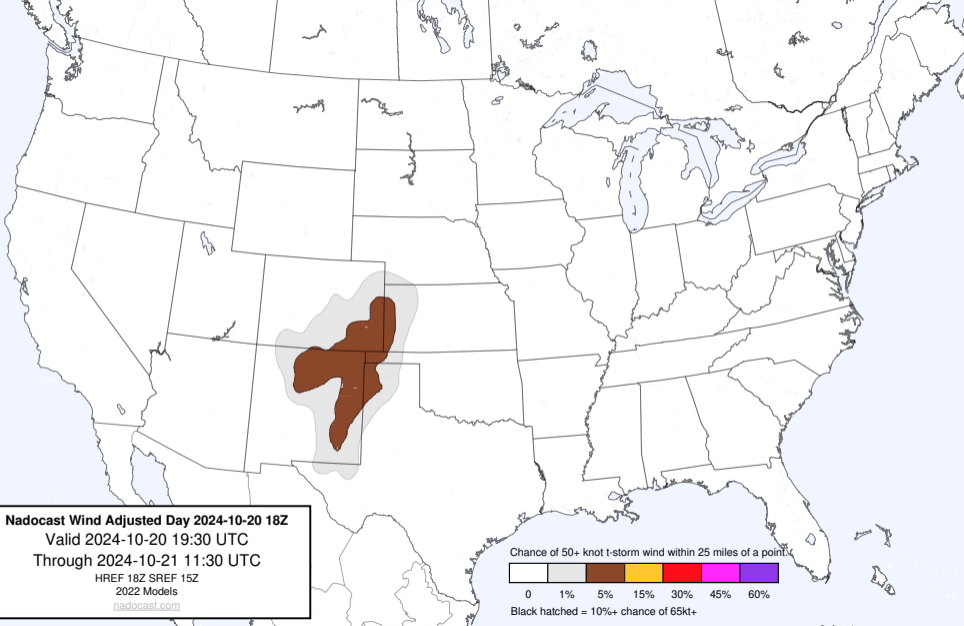 Nadocast Wind Adjusted Day 2024-10-20 18Z
Valid 2024-10-20 19:30 UTC
Through 2024-10-21 11:30 UTC
HREF 18Z SREF 15Z
2022 Models
nadocast.com
Chance of 50+ knot t-storm wind within 25 miles of a point.
0 1% 5% 15% 30% 45% 60%
Black hatched = 10%+ chance of 65kt+